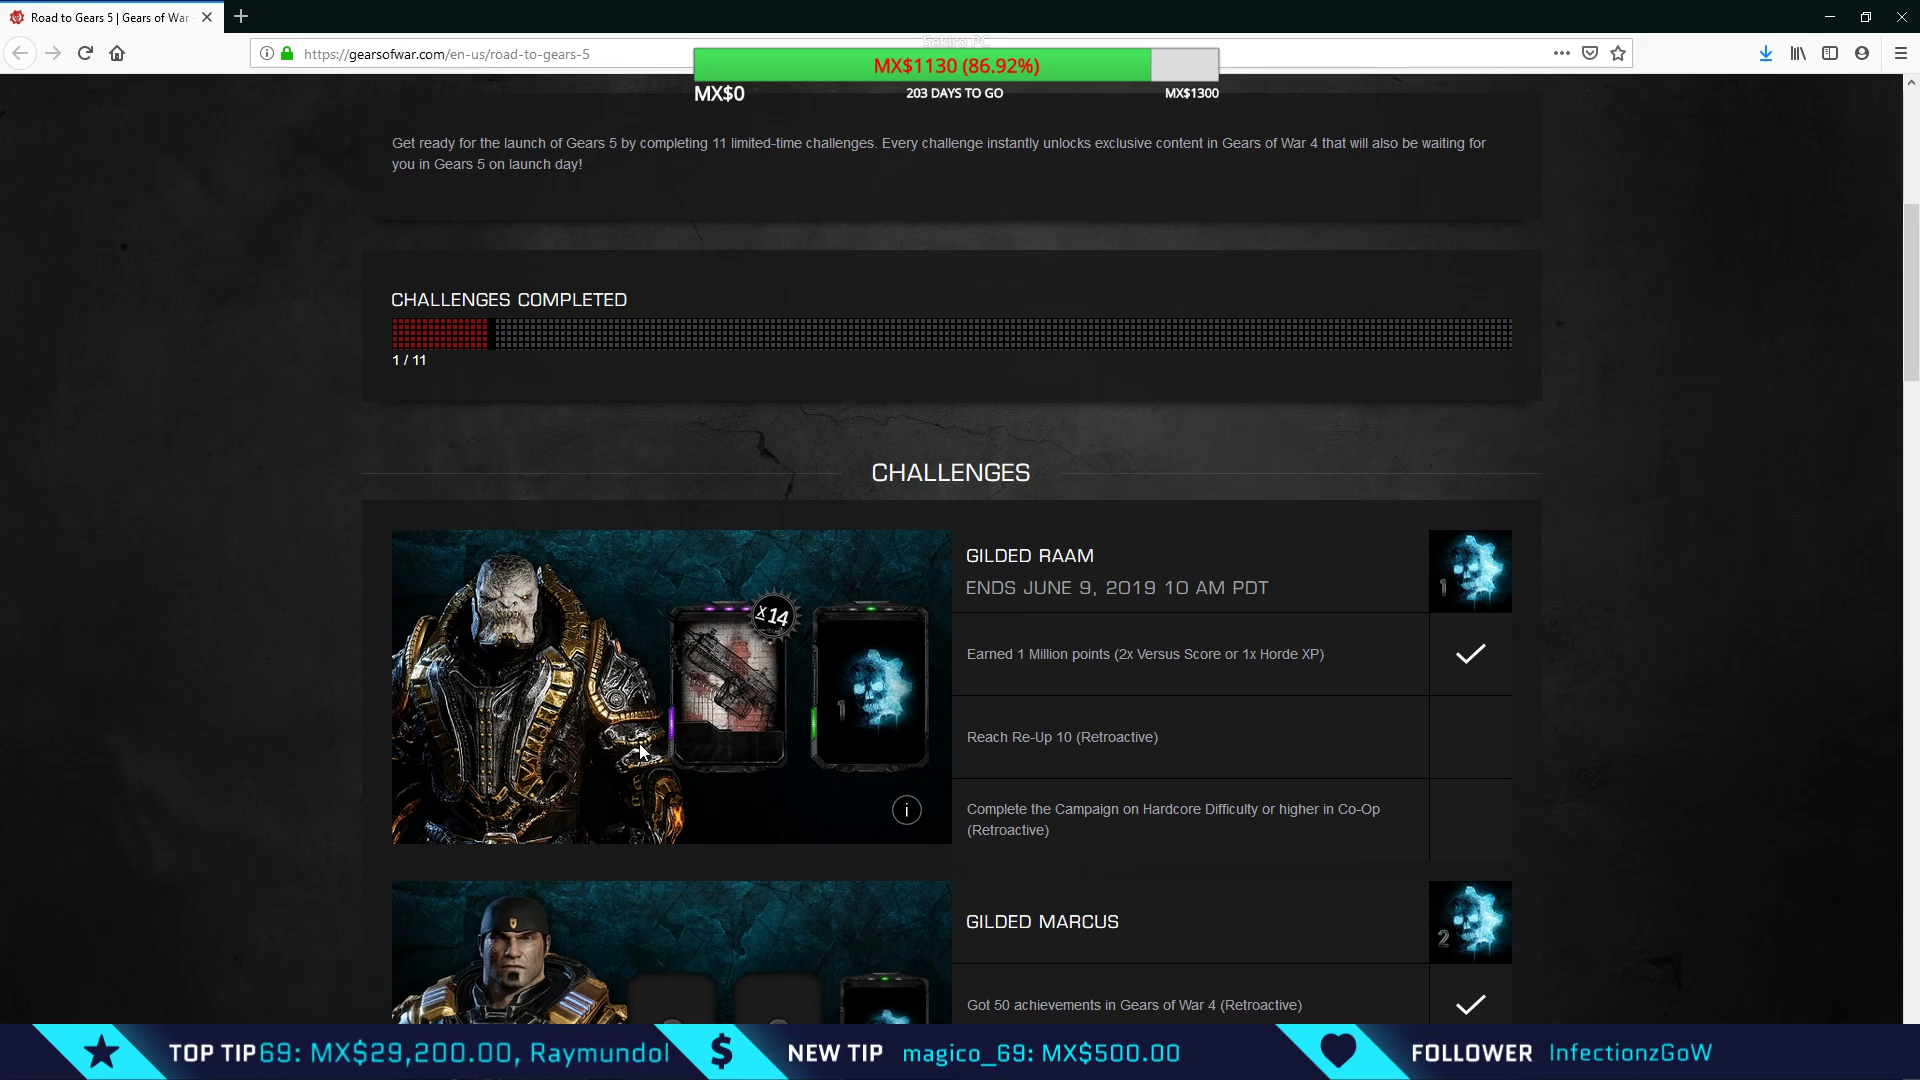 Road to Gears 5 | Gears of War
https://gearsofwar.com/en-us/road-to-gears-5
Sekiro PC
MX$1130 (86.92%)
MX$0
203 DAYS TO GO
MX$1300
Get ready for the launch of Gears 5 by completing 11 limited-time challenges. Every challenge instantly unlocks exclusive content in Gears of War 4 that will also be waiting for
you in Gears 5 on launch day!
CHALLENGES COMPLETED
1 / 11
CHALLENGES
X14
1
i
GILDED RAAM
ENDS JUNE 9, 2019 10 AM PDT
1
Earned 1 Million points (2x Versus Score or 1x Horde XP)
Reach Re-Up 10 (Retroactive)
Complete the Campaign on Hardcore Difficulty or higher in Co-Op
(Retroactive)
GILDED MARCUS
2
Got 50 achievements in Gears of War 4 (Retroactive)
TOP TIP 69: MX$29,200.00, Raymundo
$
NEW TIP magico_69: MX$500.00
FOLLOWER InfectionzGoW